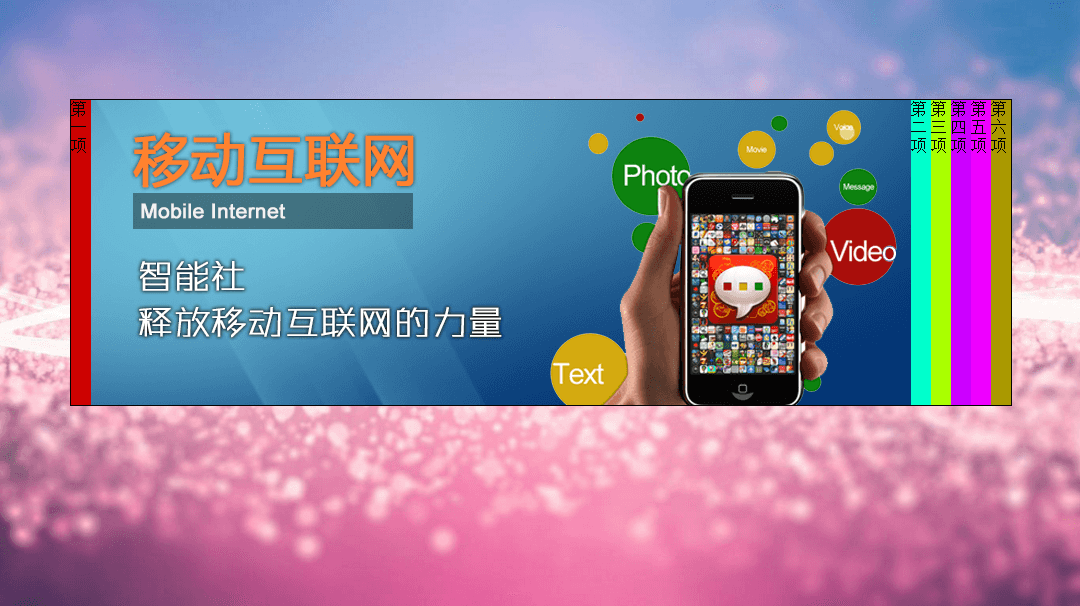 第一项
移动互联网
Mobile Internet
智能社
释放移动互联网的力量
Photo
Movie
Voice
Message
Video
Text
第二项
第三项
第四项
第五项
第六项